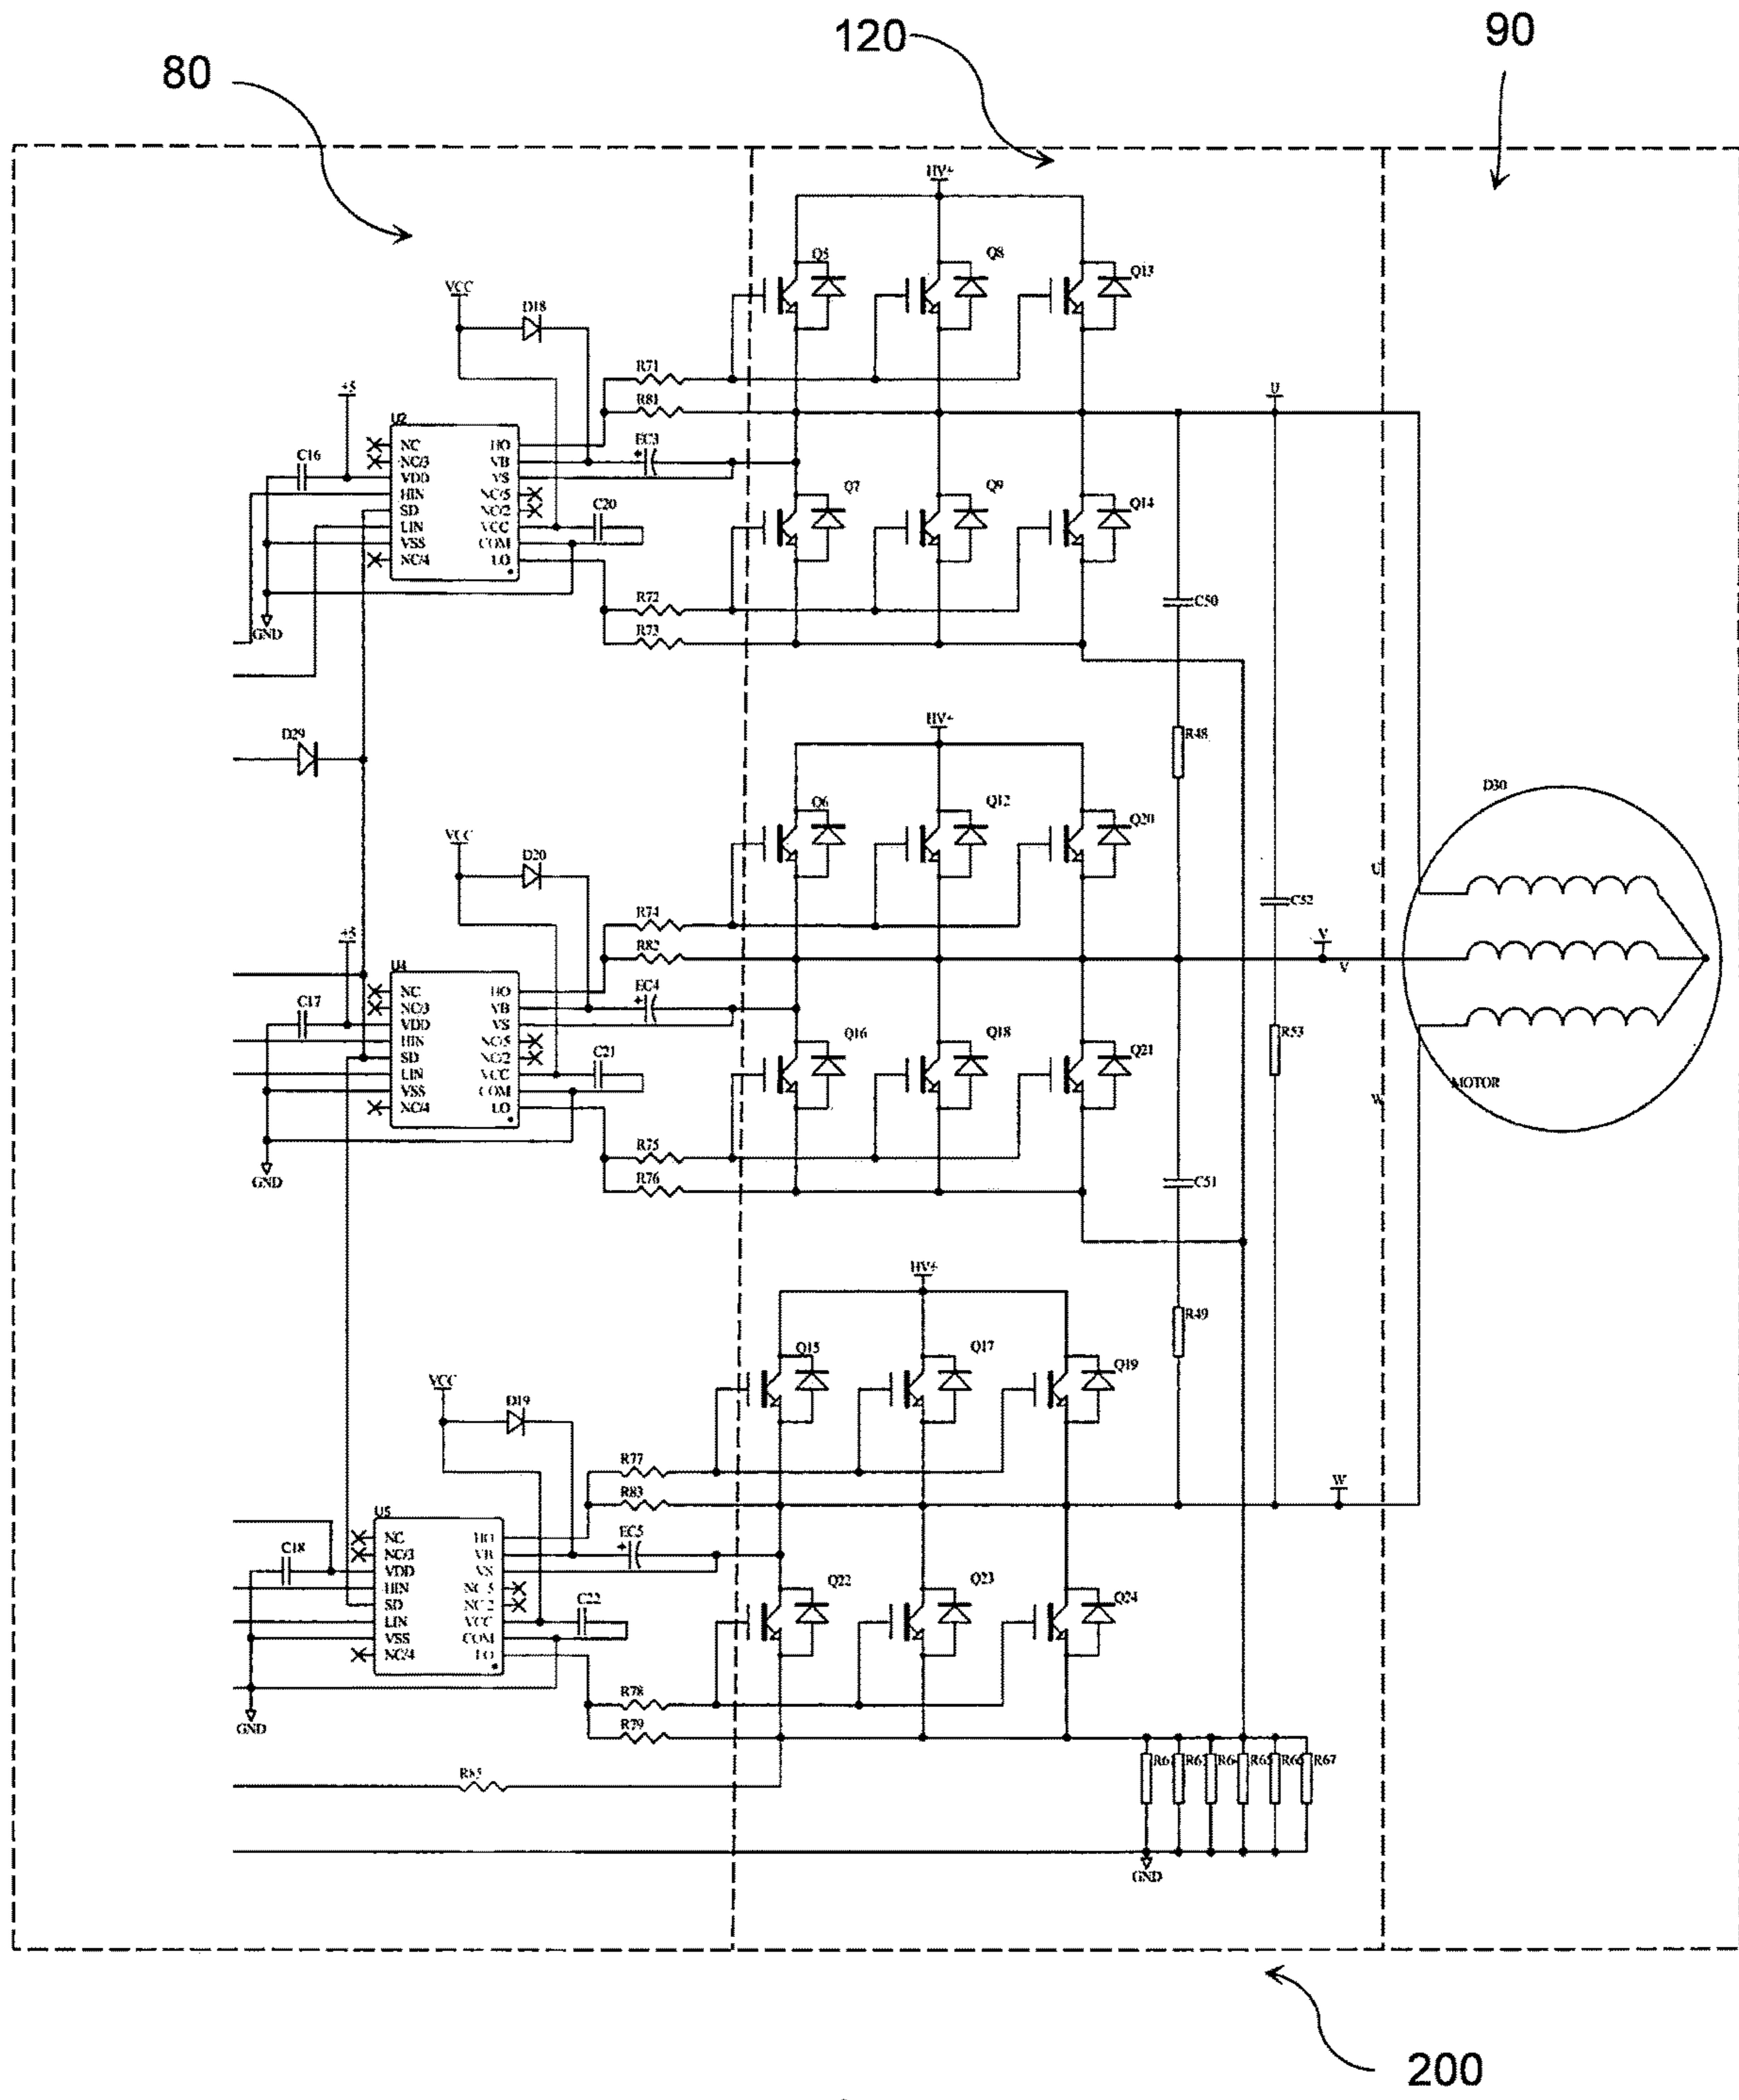 120
90
80
HV+
Q5
Q8
Q13
VCC
D18
R71
+5
U2
R81
U
C16
NC
HO
EC3
NC/3
VB
VDD
VS
HIN
NC/5
Q7
Q9
Q14
SD
NC/2
C20
LIN
VCC
VSS
COM
NC/4
LO
R72
C50
GND
R73
HV+
D29
R48
D30
Q6
Q12
Q20
VCC
D20
U
C52
R74
+5
R82
V
V
U4
C17
NC
HO
EC4
NC/3
VB
VDD
VS
HIN
NC/5
Q16
Q18
Q21
R53
SD
NC/2
C21
LIN
VCC
VSS
COM
MOTOR
NC/4
LO
W
R75
GND
R76
C51
HV+
R49
Q15
Q17
Q19
VCC
D19
R77
R83
W
U5
C18
NC
HO
EC5
NC/3
VB
VDD
VS
HIN
NC/5
Q22
Q23
Q24
SD
NC/2
C22
LIN
VCC
VSS
COM
NC/4
LO
R78
GND
R79
R85
R67
GND
200